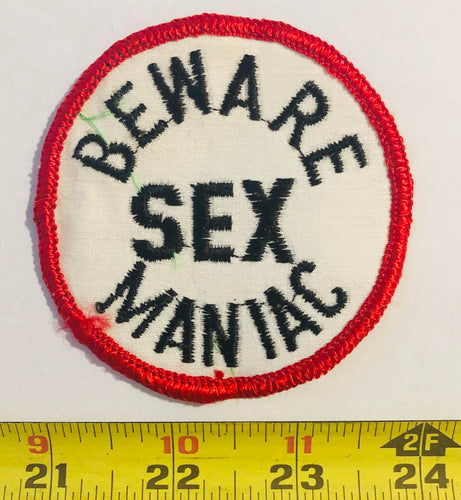 BEWARE
SEX
MANIAC
9 10 11 2F
21 22 23 24